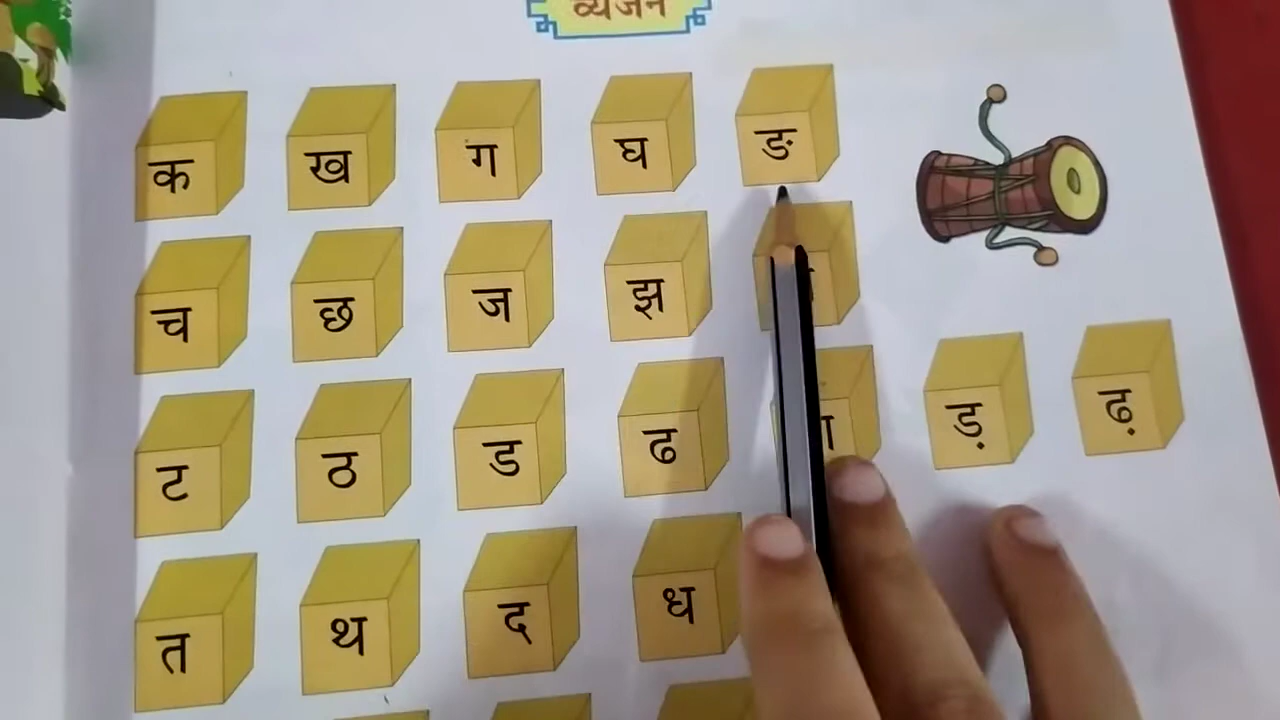 व्यंजन
क ख ग घ ङ
च छ ज झ
ट ठ ड ढ ड़ ढ़
त थ द ध